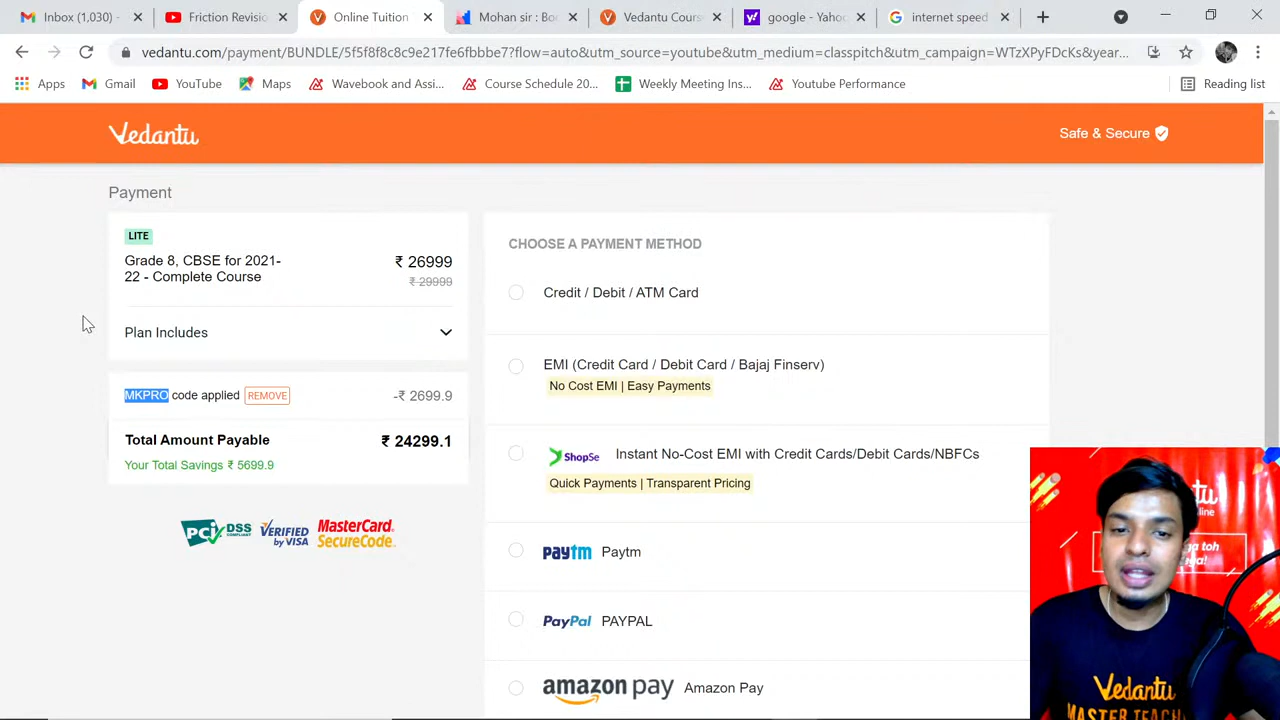 Inbox (1,030)
Friction Revisio
Online Tuition
Mohan sir : Boo
Vedantu Cours
google - Yahoo
internet speed
vedantu.com/payment/BUNDLE/5f5f8f8c8c9e217fe6fbbbe7?flow=auto&utm_source=youtube&utm_medium=classpitch&utm_campaign=WTzXPyFDcKs&year...
Apps
Gmail
YouTube
Maps
Wavebook and Assi...
Course Schedule 20...
Weekly Meeting Ins...
Youtube Performance
Reading list
Vedantu
Safe & Secure
Payment
LITE
Grade 8, CBSE for 2021-
22 - Complete Course
₹ 26999
₹ 29999
Plan Includes
MKPRO code applied REMOVE
-₹ 2699.9
Total Amount Payable
₹ 24299.1
Your Total Savings ₹ 5699.9
PCI DSS COMPLIANT
VERIFIED by VISA
MasterCard. SecureCode.
CHOOSE A PAYMENT METHOD
Credit / Debit / ATM Card
EMI (Credit Card / Debit Card / Bajaj Finserv)
No Cost EMI | Easy Payments
ShopSe
Instant No-Cost EMI with Credit Cards/Debit Cards/NBFCs
Quick Payments | Transparent Pricing
paytm Paytm
PayPal PAYPAL
amazon pay Amazon Pay
Vedantu
MASTER TEACH